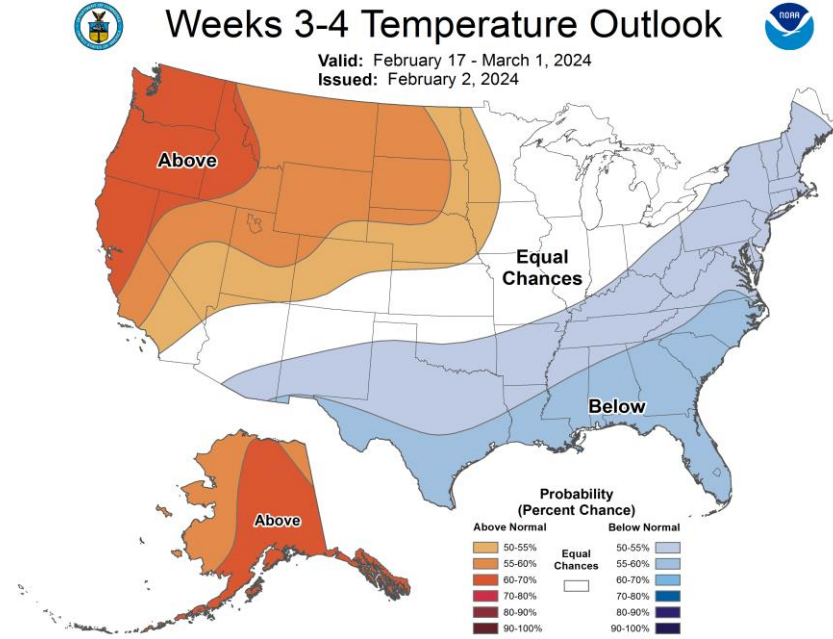 Weeks 3-4 Temperature Outlook
NOAA
Valid: February 17 - March 1, 2024
Issued: February 2, 2024
Above
Equal
Chances
Below
Above
Probability
(Percent Chance)
Above Normal
Below Normal
50-55%
55-60%
60-70%
70-80%
80-90%
90-100%
Equal
Chances
50-55%
55-60%
60-70%
70-80%
80-90%
90-100%